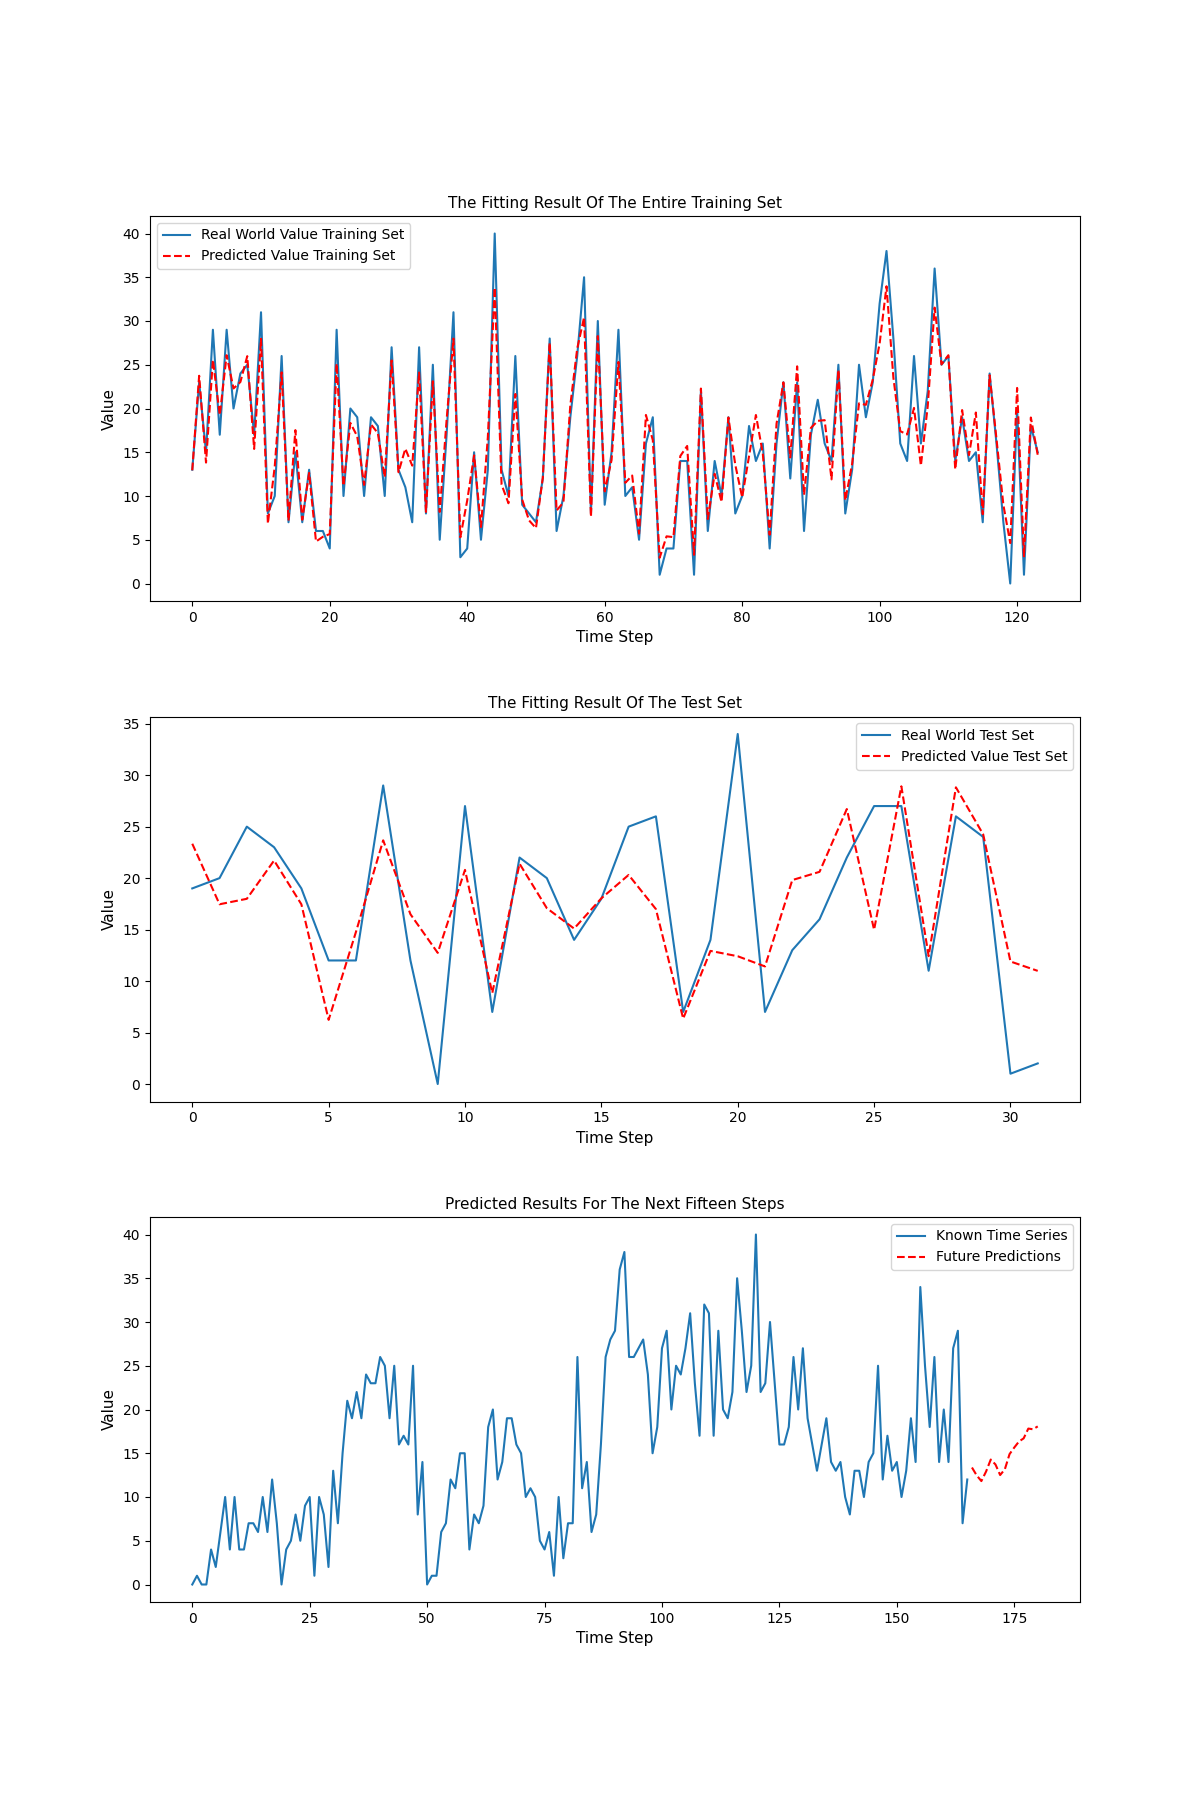 The Fitting Result Of The Entire Training Set
Real World Value Training Set
Predicted Value Training Set
40
35
30
25
20
15
10
5
0
Value
0 20 40 60 80 100 120
Time Step
The Fitting Result Of The Test Set
Real World Test Set
Predicted Value Test Set
35
30
25
20
15
10
5
0
Value
0 5 10 15 20 25 30
Time Step
Predicted Results For The Next Fifteen Steps
Known Time Series
Future Predictions
40
35
30
25
20
15
10
5
0
Value
0 25 50 75 100 125 150 175
Time Step